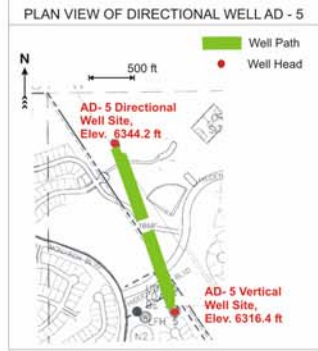 PLAN VIEW OF DIRECTIONAL WELL AD - 5
Well Path
500 ft
N
Well Head
AD- 5 Directional
Well Site,
Elev. 6344.2 ft
AD- 5 Vertical
Well Site,
Elev. 6316.4 ft